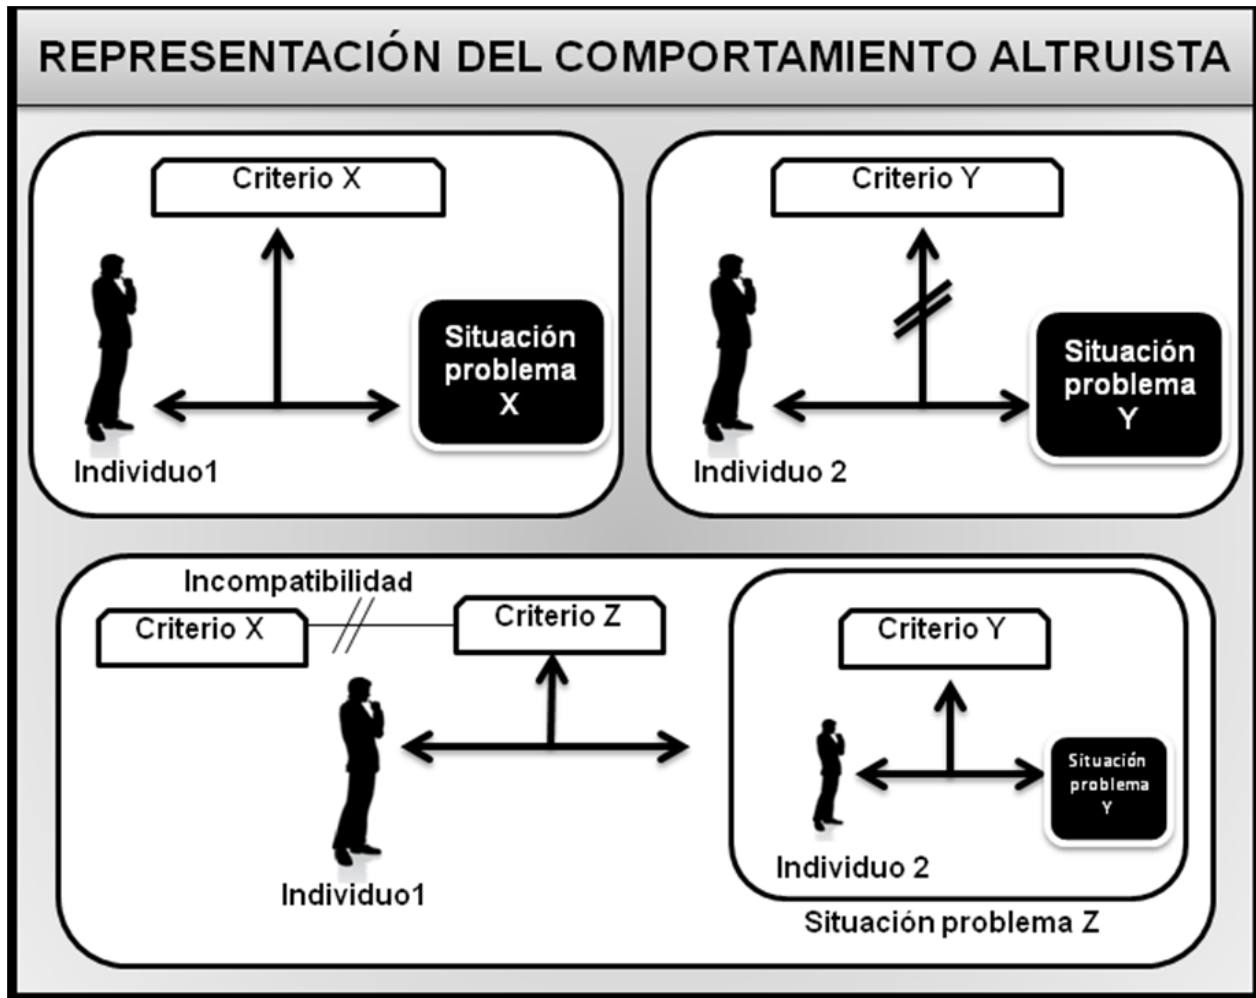 REPRESENTACIÓN DEL COMPORTAMIENTO ALTRUISTA
Criterio X
Situación
problema
X
Individuo1
Criterio Y
Situación
problema
Y
Individuo 2
Incompatibilidad
Criterio X
Criterio Z
Individuo1
Criterio Y
Situación
problema
Y
Individuo 2
Situación problema Z